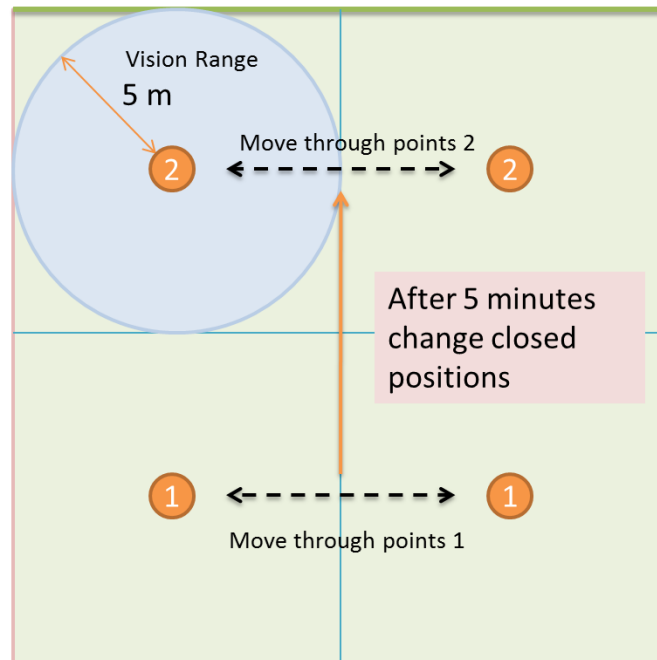 Vision Range
5 m
Move through points 2
2
2
After 5 minutes
change closed
positions
1
1
Move through points 1